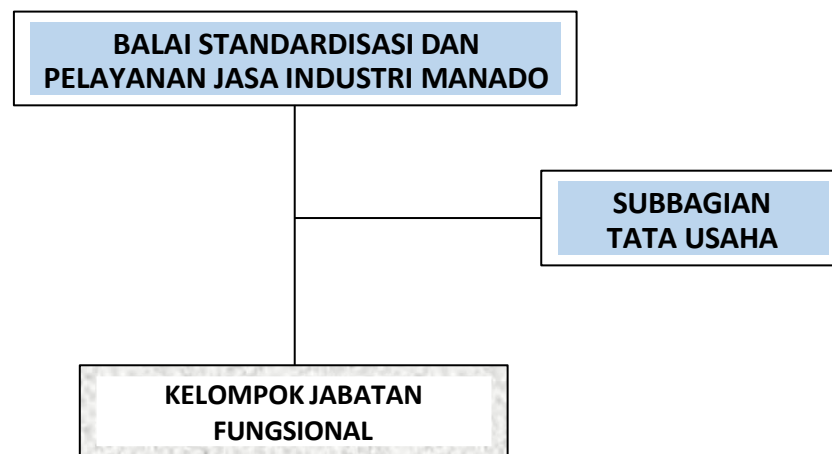 BALAI STANDARDISASI DAN
PELAYANAN JASA INDUSTRI MANADO
SUBBAGIAN
TATA USAHA
KELOMPOK JABATAN
FUNGSIONAL